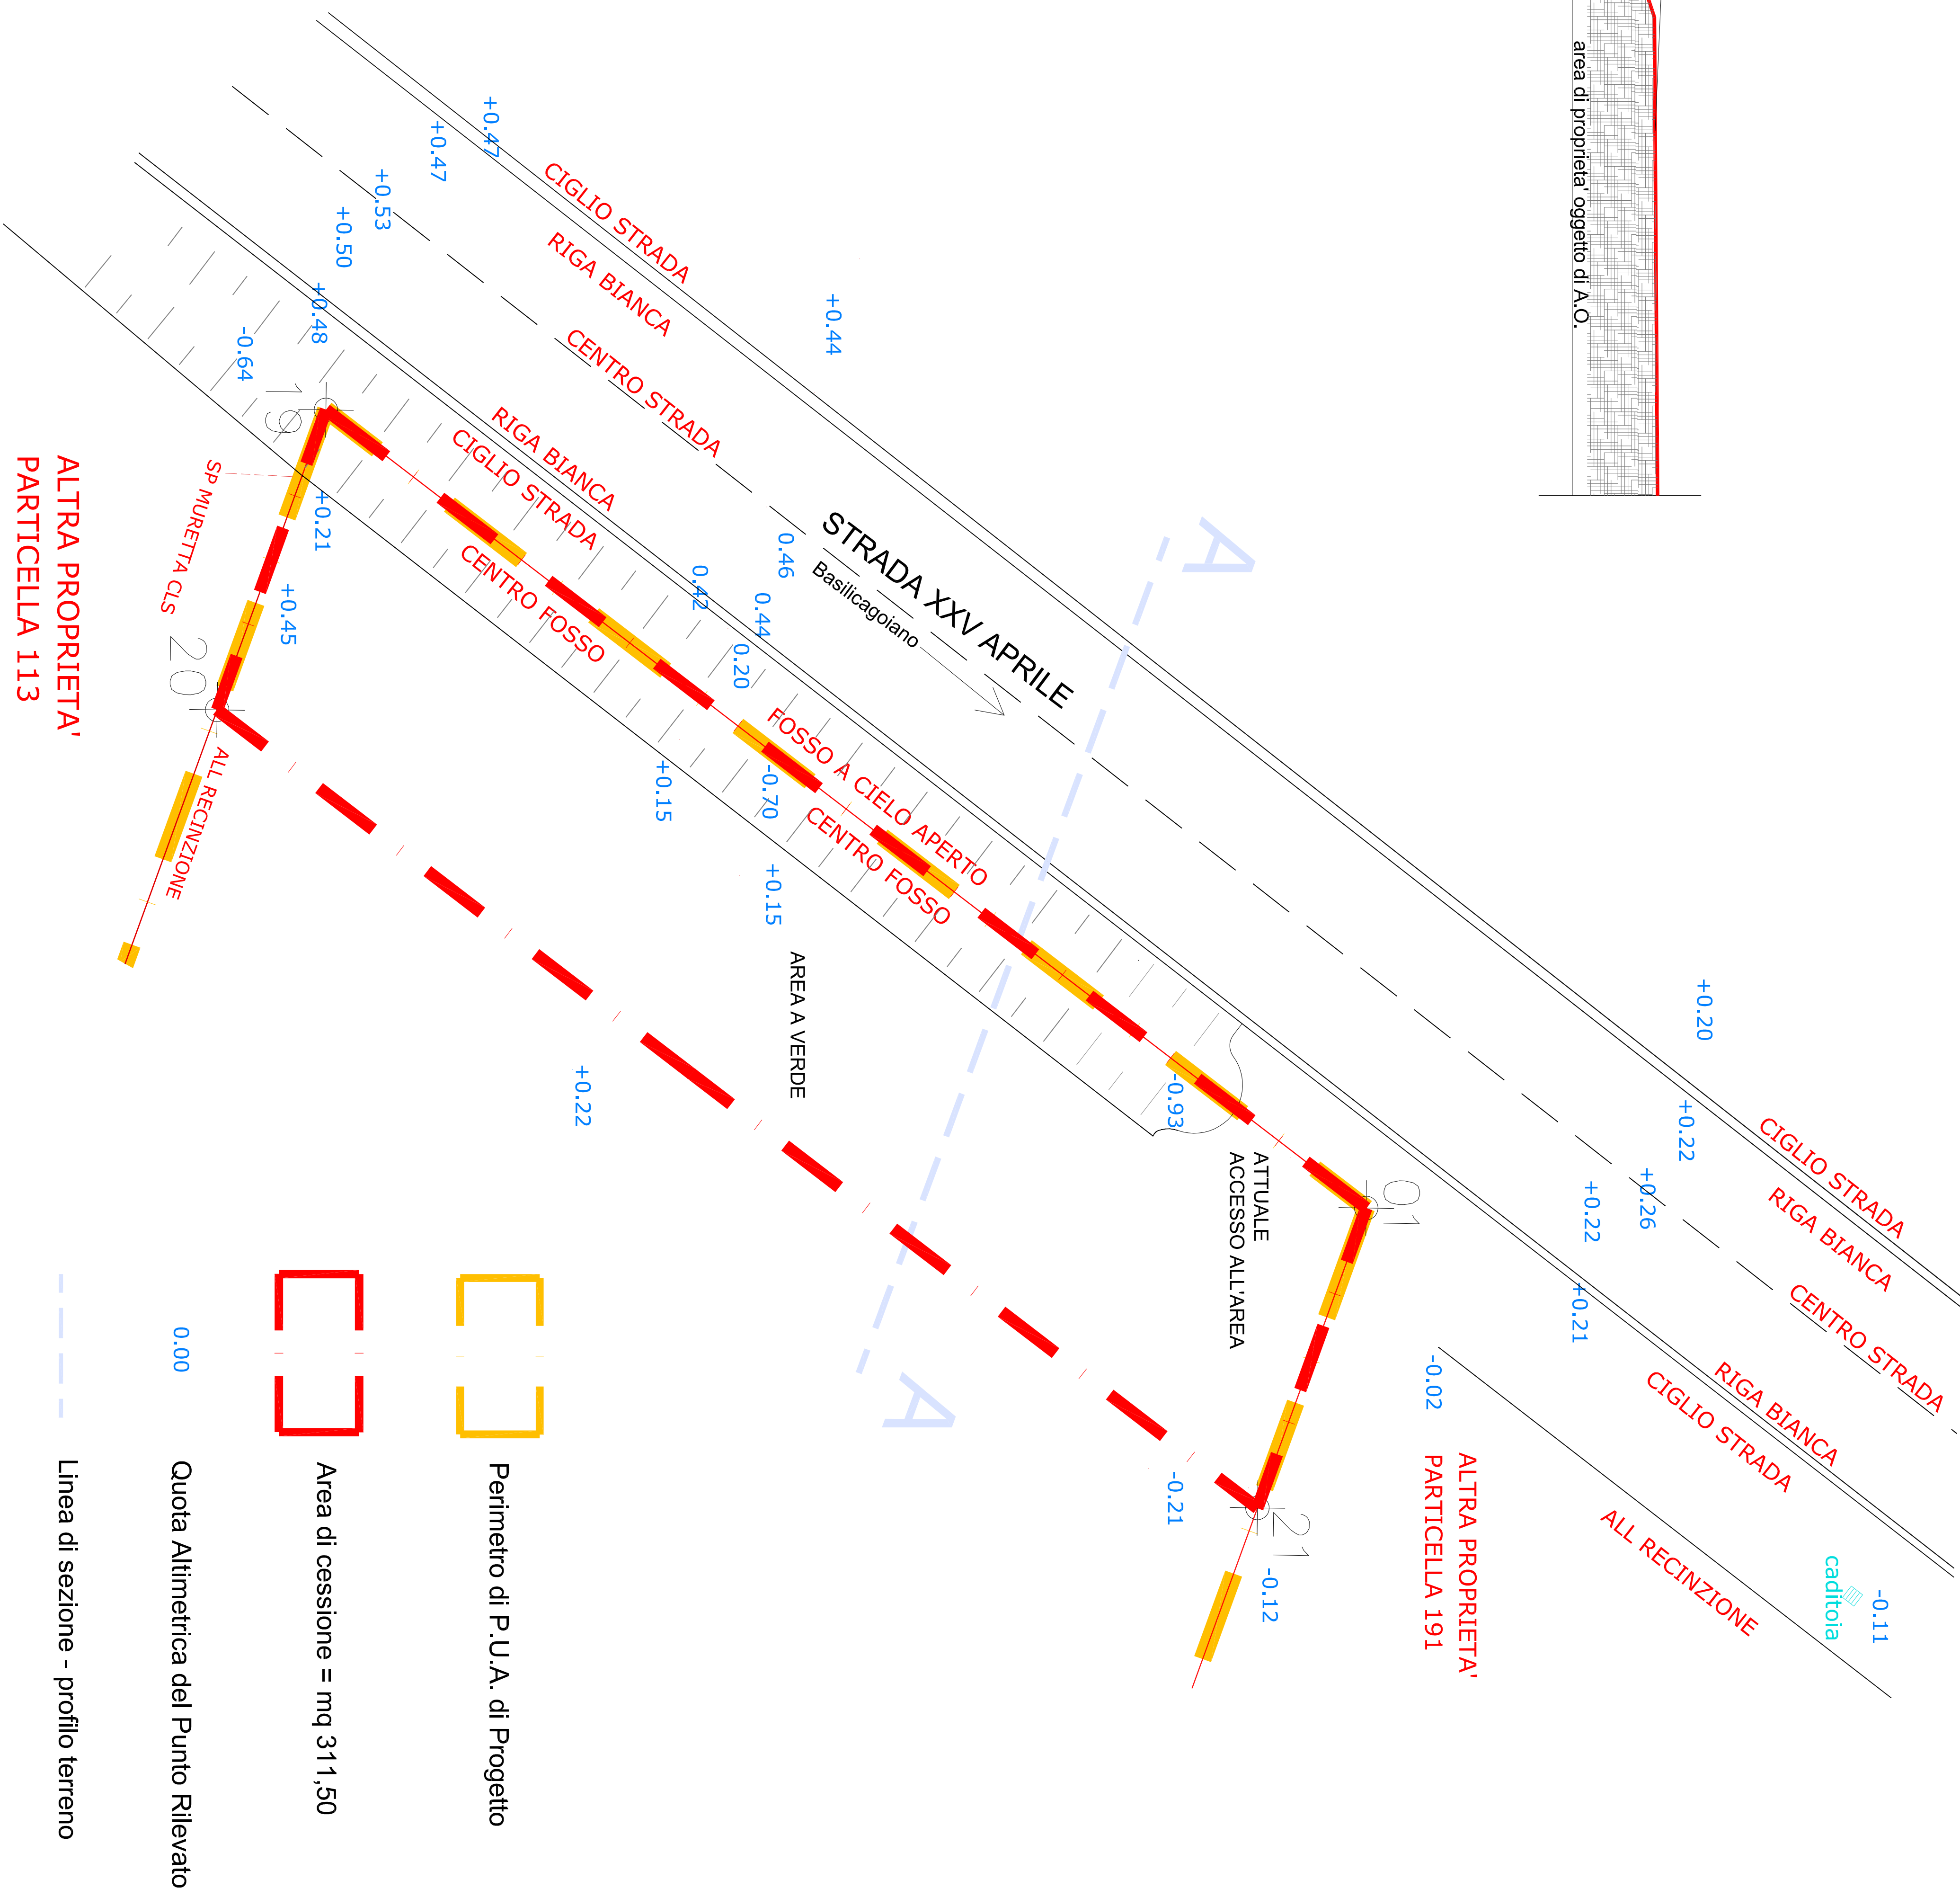 area di proprieta' oggetto di A.O.
+0.47
+0.47
+0.53
+0.50
+0.48
-0.64
CIGLIO STRADA
RIGA BIANCA
CENTRO STRADA
RIGA BIANCA
CIGLIO STRADA
CENTRO FOSSO
+0.44
19
SP MURETTA CLS
+0.21
+0.45
20
ALL RECINZIONE
ALTRA PROPRIETA'
PARTICELLA 113
STRADA XXV APRILE
Basilicagoiano
A
0.46
0.42
0.44
0.20
FOSSO A CIELO APERTO
-0.70
CENTRO FOSSO
+0.15
+0.15
AREA A VERDE
+0.22
-0.93
ATTUALE
ACCESSO ALL'AREA
01
A
+0.20
+0.22
+0.26
+0.22
+0.21
-0.02
CIGLIO STRADA
RIGA BIANCA
CENTRO STRADA
RIGA BIANCA
CIGLIO STRADA
ALL RECINZIONE
ALTRA PROPRIETA'
PARTICELLA 191
-0.21
21
-0.12
-0.11
caditoia
Perimetro di P.U.A. di Progetto
Area di cessione = mq 311,50
0.00
Quota Altimetrica del Punto Rilevato
Linea di sezione - profilo terreno